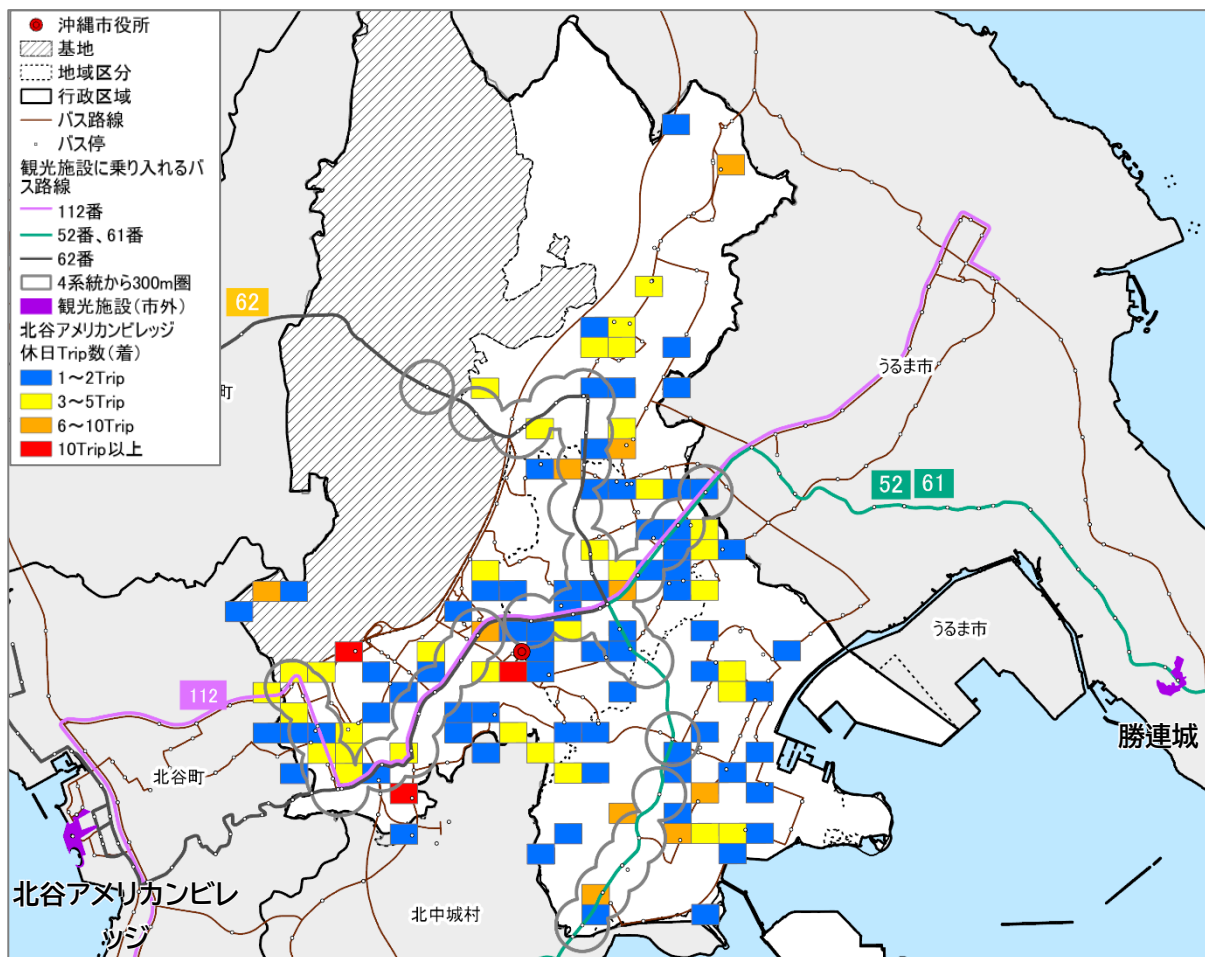 沖縄市役所
基地
地域区分
行政区域
バス路線
バス停
観光施設に乗り入れるバ
ス路線
112番
52番、61番
62番
4系統から300m圏
観光施設(市外)
北谷アメリカンビレッジ
休日Trip数(着)
1～2Trip
3～5Trip
6～10Trip
10Trip以上
62
町
うるま市
52 61
うるま市
112
勝連城
北谷町
北谷アメリカンビレ
ッジ
北中城村